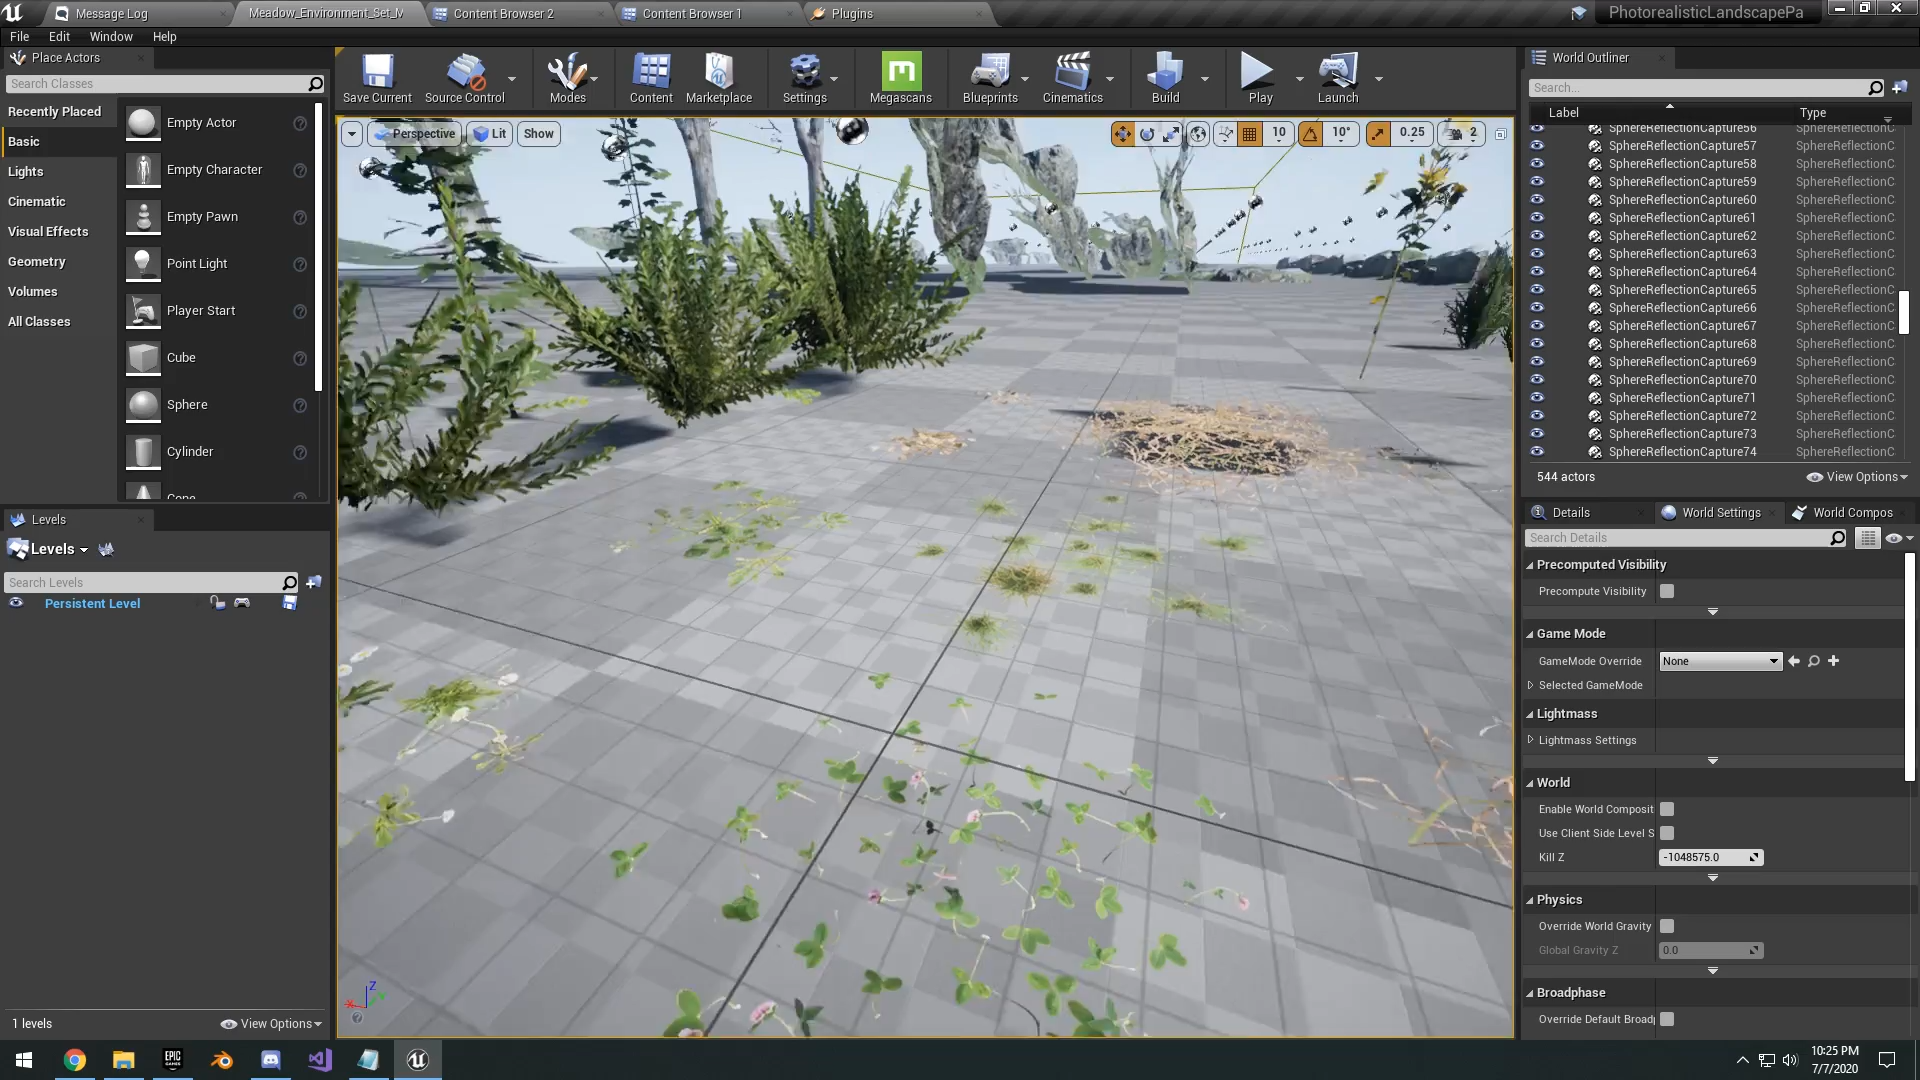 Message Log
Meadow_Environment_Set_M
Content Browser 2
Content Browser 1
Plugins
PhotorealisticLandscapePa
File Edit Window Help
Place Actors
Search Classes
Recently Placed
Basic
Lights
Cinematic
Visual Effects
Geometry
Volumes
All Classes
Empty Actor
Empty Character
Empty Pawn
Point Light
Player Start
Cube
Sphere
Cylinder
Cone
Levels
Levels
Search Levels
Persistent Level
1 levels
View Options
Save Current
Source Control
Modes
Content
Marketplace
Settings
Megascans
Blueprints
Cinematics
Build
Play
Launch
Perspective
Lit
Show
10
10°
0.25
2
Z
World Outliner
Search...
Label Type
SphereReflectionCapture56 SphereReflectionC
SphereReflectionCapture57 SphereReflectionC
SphereReflectionCapture58 SphereReflectionC
SphereReflectionCapture59 SphereReflectionC
SphereReflectionCapture60 SphereReflectionC
SphereReflectionCapture61 SphereReflectionC
SphereReflectionCapture62 SphereReflectionC
SphereReflectionCapture63 SphereReflectionC
SphereReflectionCapture64 SphereReflectionC
SphereReflectionCapture65 SphereReflectionC
SphereReflectionCapture66 SphereReflectionC
SphereReflectionCapture67 SphereReflectionC
SphereReflectionCapture68 SphereReflectionC
SphereReflectionCapture69 SphereReflectionC
SphereReflectionCapture70 SphereReflectionC
SphereReflectionCapture71 SphereReflectionC
SphereReflectionCapture72 SphereReflectionC
SphereReflectionCapture73 SphereReflectionC
SphereReflectionCapture74 SphereReflectionC
544 actors
View Options
Details
World Settings
World Compos
Search Details
Precomputed Visibility
Precompute Visibility
Game Mode
GameMode Override None
Selected GameMode
Lightmass
Lightmass Settings
World
Enable World Composit
Use Client Side Level S
Kill Z -1048575.0
Physics
Override World Gravity
Global Gravity Z 0.0
Broadphase
Override Default Broadp
EPIC GAMES
10:25 PM
7/7/2020